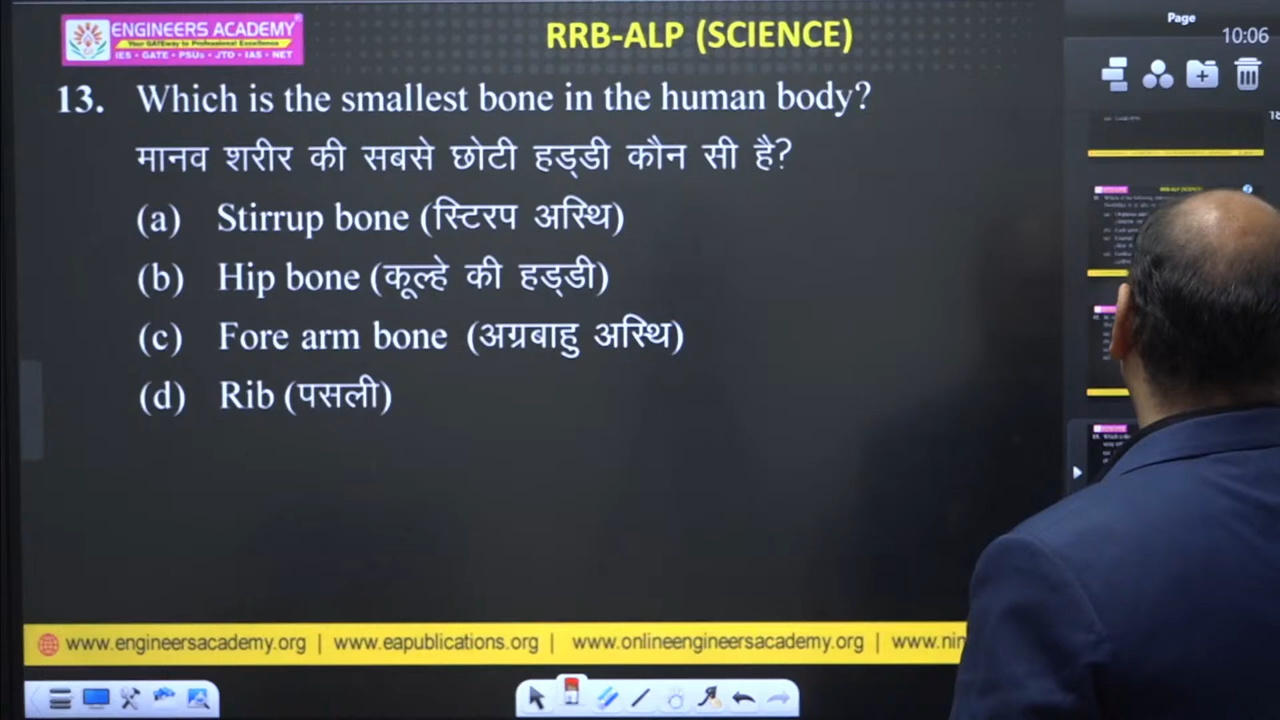 ENGINEERS ACADEMY
Your GATEway to Professional Excellence
IES • GATE • PSUs • JTO • IAS • NET
RRB-ALP (SCIENCE)
Page
10:06
13. Which is the smallest bone in the human body?
मानव शरीर की सबसे छोटी हड्डी कौन सी है?
(a) Stirrup bone (स्टिरप अस्थि)
(b) Hip bone (कूल्हे की हड्डी)
(c) Fore arm bone (अग्रबाहु अस्थि)
(d) Rib (पसली)
www.engineersacademy.org | www.eapublications.org | www.onlineengineersacademy.org |